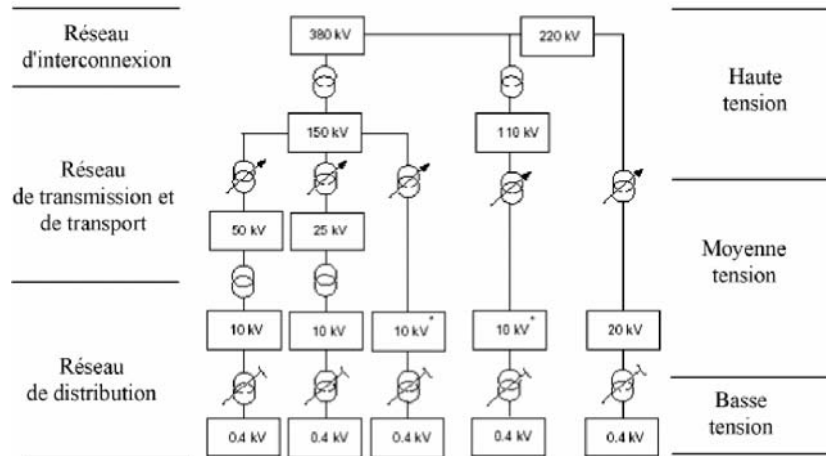 Réseau
d'interconnexion
Réseau
de transmission et
de transport
Réseau
de distribution
380 kV
220 kV
150 kV
110 kV
50 kV
25 kV
10 kV
10 kV
10 kV*
10 kV+
20 kV
0.4 kV
0.4 kV
0.4 kV
0.4 kV
0.4 kV
Haute
tension
Moyenne
tension
Basse
tension